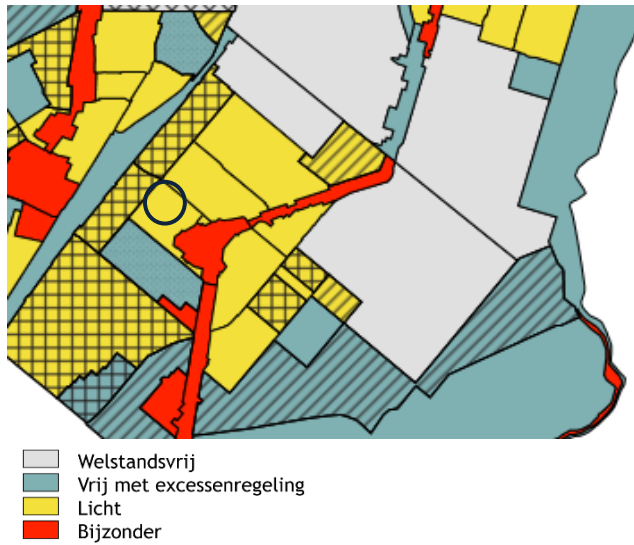 Welstandsvrij
Vrij met excessenregeling
Licht
Bijzonder